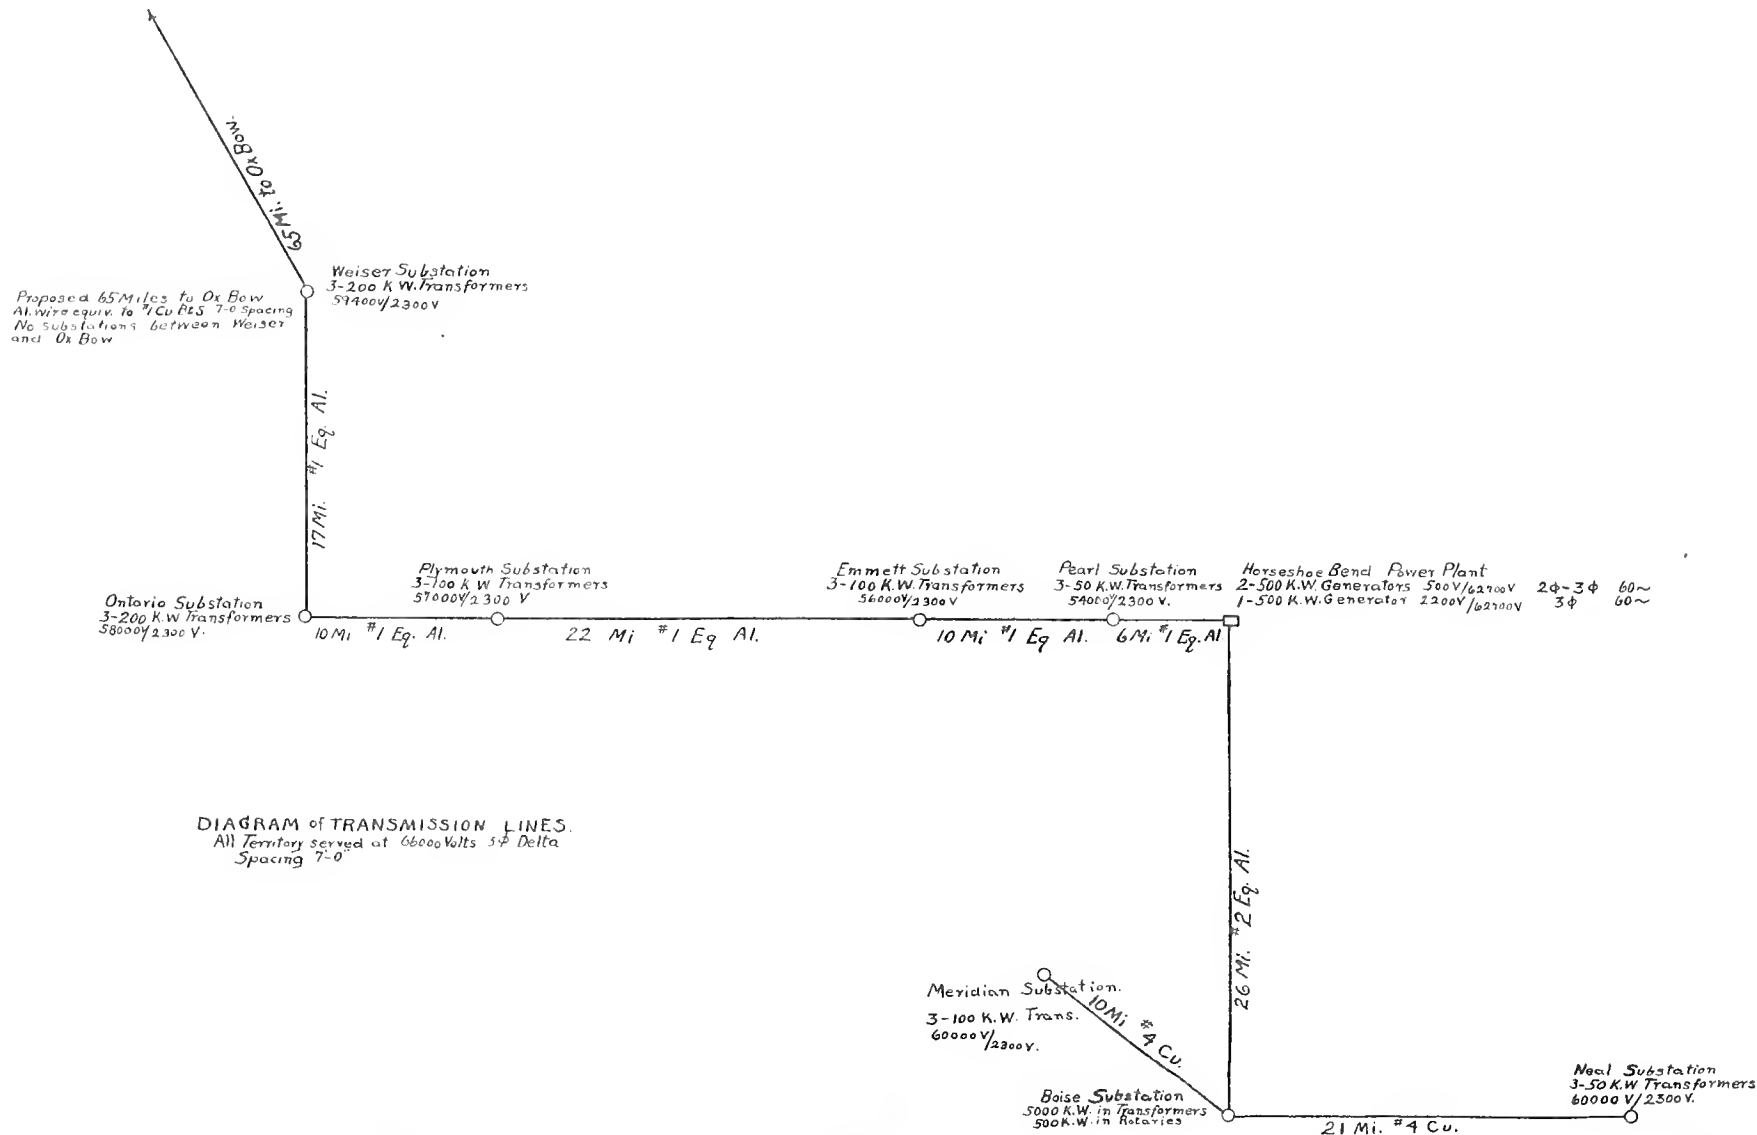 65 Mi. to Ox Bow.
Weiser Substation
3-200 K.W. Transformers
59400V/2300V
Proposed 65 Miles to Ox Bow
Al. Wire equiv. to #1 Cu B&S 7-0 Spacing
No substations between Weiser
and Ox Bow
17 Mi. #1 Eq. Al.
Ontario Substation
3-200 K.W Transformers
58000V/2300 V.
10 Mi #1 Eq. Al.
Plymouth Substation
3-100 K W Transformers
57000V/2300 V
22 Mi #1 Eq Al.
Emmett Substation
3-100 K.W. Transformers
56000V/2300V
10 Mi #1 Eq Al.
Pearl Substation
3-50 K.W. Transformers
54000/2300 V.
6 Mi #1 Eq. Al
Horseshoe Bend Power Plant
2-500 K.W. Generators 500V/62700V 2ϕ-3ϕ 60~
1-500 K.W. Generator 2200V/62700V 3ϕ 60~
DIAGRAM of TRANSMISSION LINES.
All Territory served at 66000 Volts 3ϕ Delta
Spacing 7'-0"
26 Mi. #2 Eq. Al.
Meridian Substation.
3-100 K.W. Trans.
60000V/2300V.
10 Mi #4 Cu.
Boise Substation
5000 K.W. in Transformers
500 K.W. in Rotaries
21 Mi. #4 Cu.
Neal Substation
3-50 K.W Transformers
60000 V/2300V.